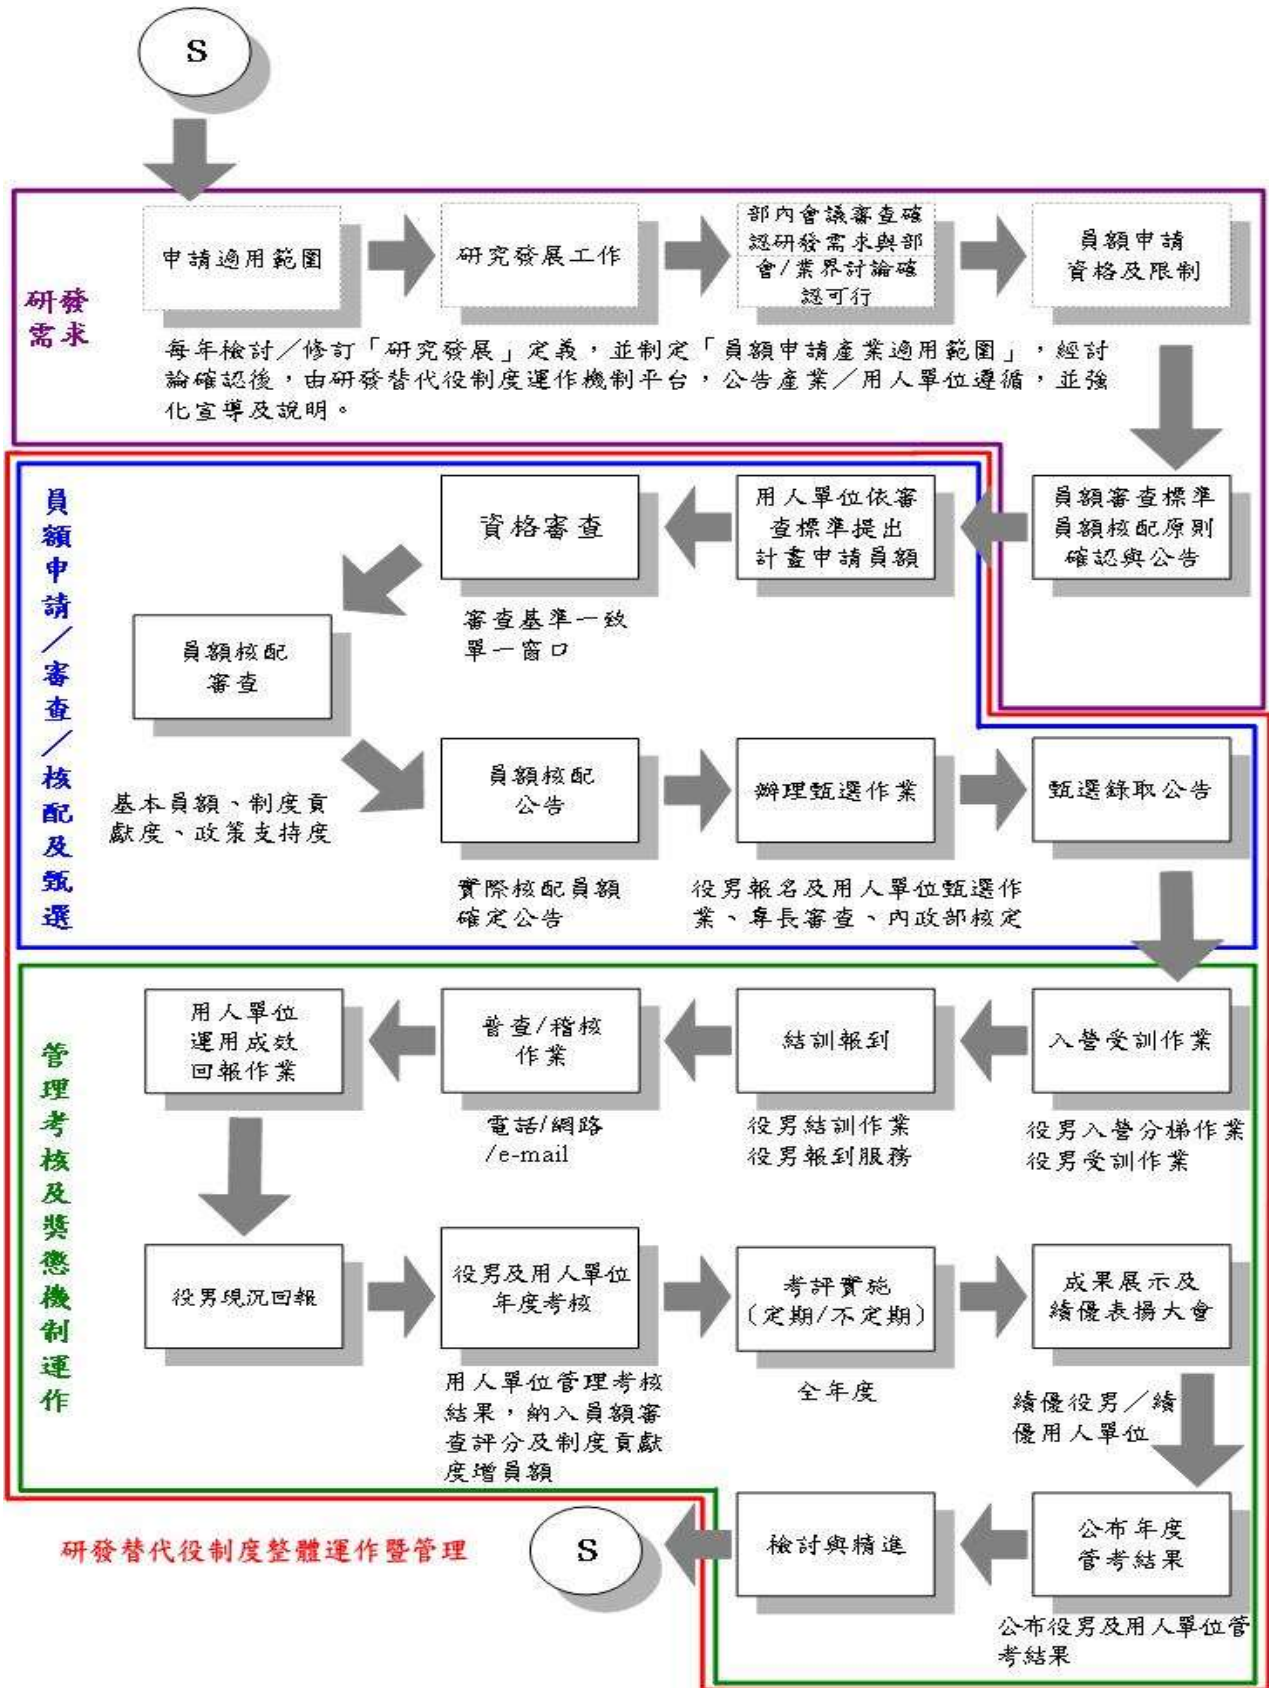 S
申請適用範圍
研究發展工作
部內會議審查確
認研發需求與部
會/業界討論確
認可行
員額申請
資格及限制
研發
需求
每年檢討／修訂「研究發展」定義，並制定「員額申請產業適用範圍」，經討
論確認後，由研發替代役制度運作機制平台，公告產業／用人單位遵循，並強
化宣導及說明。
員額審查標準
員額核配原則
確認與公告
用人單位依審
查標準提出
計畫申請員額
資格審查
審查基準一致
單一窗口
員額申請／審查／核配及甄選
員額核配
審查
基本員額、制度貢
獻度、政策支持度
員額核配
公告
實際核配員額
確定公告
辦理甄選作業
役男報名及用人單位甄選作
業、專長審查、內政部核定
甄選錄取公告
管理考核及獎懲機制運作
入營受訓作業
役男入營分梯作業
役男受訓作業
結訓報到
役男結訓作業
役男報到服務
普查/稽核
作業
電話/網路
/e-mail
用人單位
運用成效
回報作業
役男現況回報
役男及用人單位
年度考核
用人單位管理考核
結果，納入員額審
查評分及制度貢獻
度增員額
考評實施
(定期/不定期)
全年度
成果展示及
績優表揚大會
績優役男／績
優用人單位
公布年度
管考結果
公布役男及用人單位管
考結果
檢討與精進
S
研發替代役制度整體運作暨管理